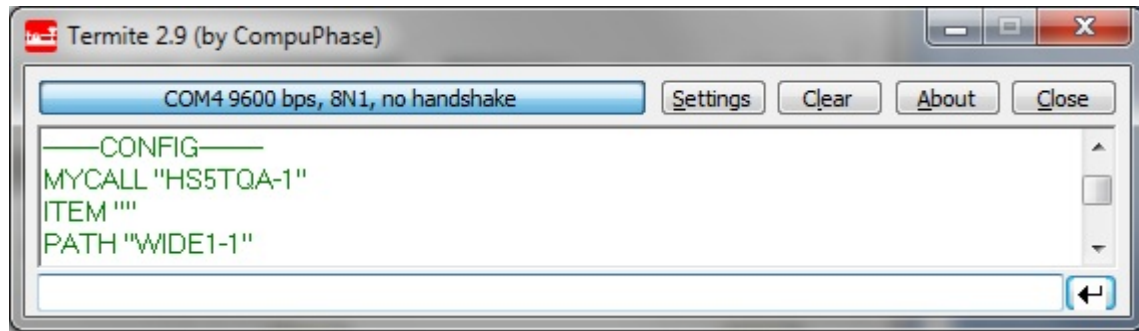 Termite 2.9 (by CompuPhase)
COM4 9600 bps, 8N1, no handshake Settings Clear About Close
——CONFIG——
MYCALL "HS5TQA-1"
ITEM ""
PATH "WIDE1-1"